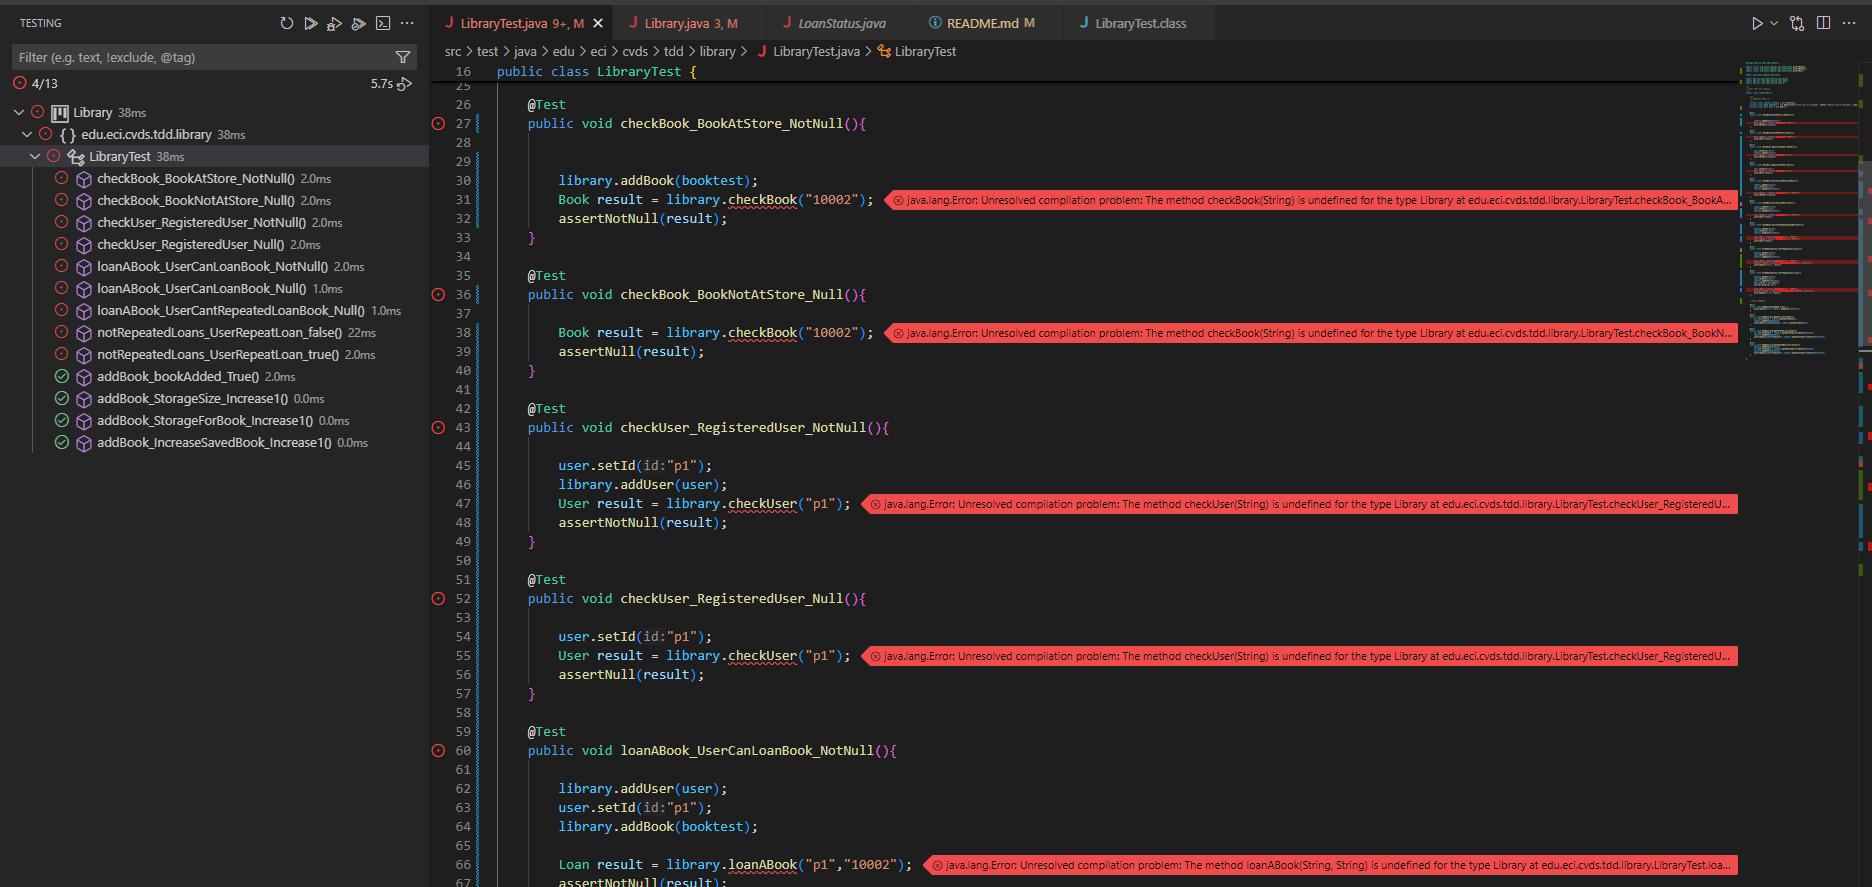 TESTING
Filter (e.g. text, !exclude, @tag)
4/13
5.7s
Library 38ms
{} edu.eci.cvds.tdd.library 38ms
LibraryTest 38ms
checkBook_BookAtStore_NotNull() 2.0ms
checkBook_BookNotAtStore_Null() 2.0ms
checkUser_RegisteredUser_NotNull() 2.0ms
checkUser_RegisteredUser_Null() 2.0ms
loanABook_UserCanLoanBook_NotNull() 2.0ms
loanABook_UserCanLoanBook_Null() 1.0ms
loanABook_UserCantRepeatedLoanBook_Null() 1.0ms
notRepeatedLoans_UserRepeatLoan_false() 22ms
notRepeatedLoans_UserRepeatLoan_true() 2.0ms
addBook_bookAdded_True() 2.0ms
addBook_StorageSize_Increase1() 0.0ms
addBook_StorageForBook_Increase1() 0.0ms
addBook_IncreaseSavedBook_Increase1() 0.0ms
J LibraryTest.java 9+, M
J Library.java 3, M
J LoanStatus.java
README.md M
J LibraryTest.class
src > test > java > edu > eci > cvds > tdd > library > J LibraryTest.java > LibraryTest
16 public class LibraryTest {
25
26 @Test
27 public void checkBook_BookAtStore_NotNull(){
28
29
30 library.addBook(booktest);
31 Book result = library.checkBook("10002"); java.lang.Error: Unresolved compilation problem: The method checkBook(String) is undefined for the type Library at edu.eci.cvds.tdd.library.LibraryTest.checkBook_BookA...
32 assertNotNull(result);
33 }
34
35 @Test
36 public void checkBook_BookNotAtStore_Null(){
37
38 Book result = library.checkBook("10002"); java.lang.Error: Unresolved compilation problem: The method checkBook(String) is undefined for the type Library at edu.eci.cvds.tdd.library.LibraryTest.checkBook_BookN...
39 assertNull(result);
40 }
41
42 @Test
43 public void checkUser_RegisteredUser_NotNull(){
44
45 user.setId(id:"p1");
46 library.addUser(user);
47 User result = library.checkUser("p1"); java.lang.Error: Unresolved compilation problem: The method checkUser(String) is undefined for the type Library at edu.eci.cvds.tdd.library.LibraryTest.checkUser_RegisteredU...
48 assertNotNull(result);
49 }
50
51 @Test
52 public void checkUser_RegisteredUser_Null(){
53
54 user.setId(id:"p1");
55 User result = library.checkUser("p1"); java.lang.Error: Unresolved compilation problem: The method checkUser(String) is undefined for the type Library at edu.eci.cvds.tdd.library.LibraryTest.checkUser_RegisteredU...
56 assertNull(result);
57 }
58
59 @Test
60 public void loanABook_UserCanLoanBook_NotNull(){
61
62 library.addUser(user);
63 user.setId(id:"p1");
64 library.addBook(booktest);
65
66 Loan result = library.loanABook("p1","10002"); java.lang.Error: Unresolved compilation problem: The method loanABook(String, String) is undefined for the type Library at edu.eci.cvds.tdd.library.LibraryTest.loa...
67 assertNotNull(result);